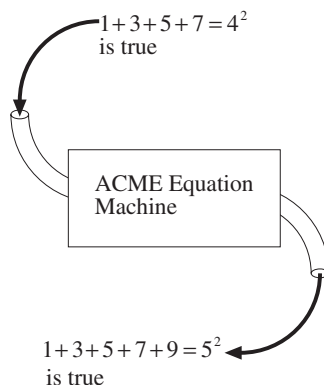 1+3+5+7=4²
is true
ACME Equation
Machine
1+3+5+7+9=5²
is true